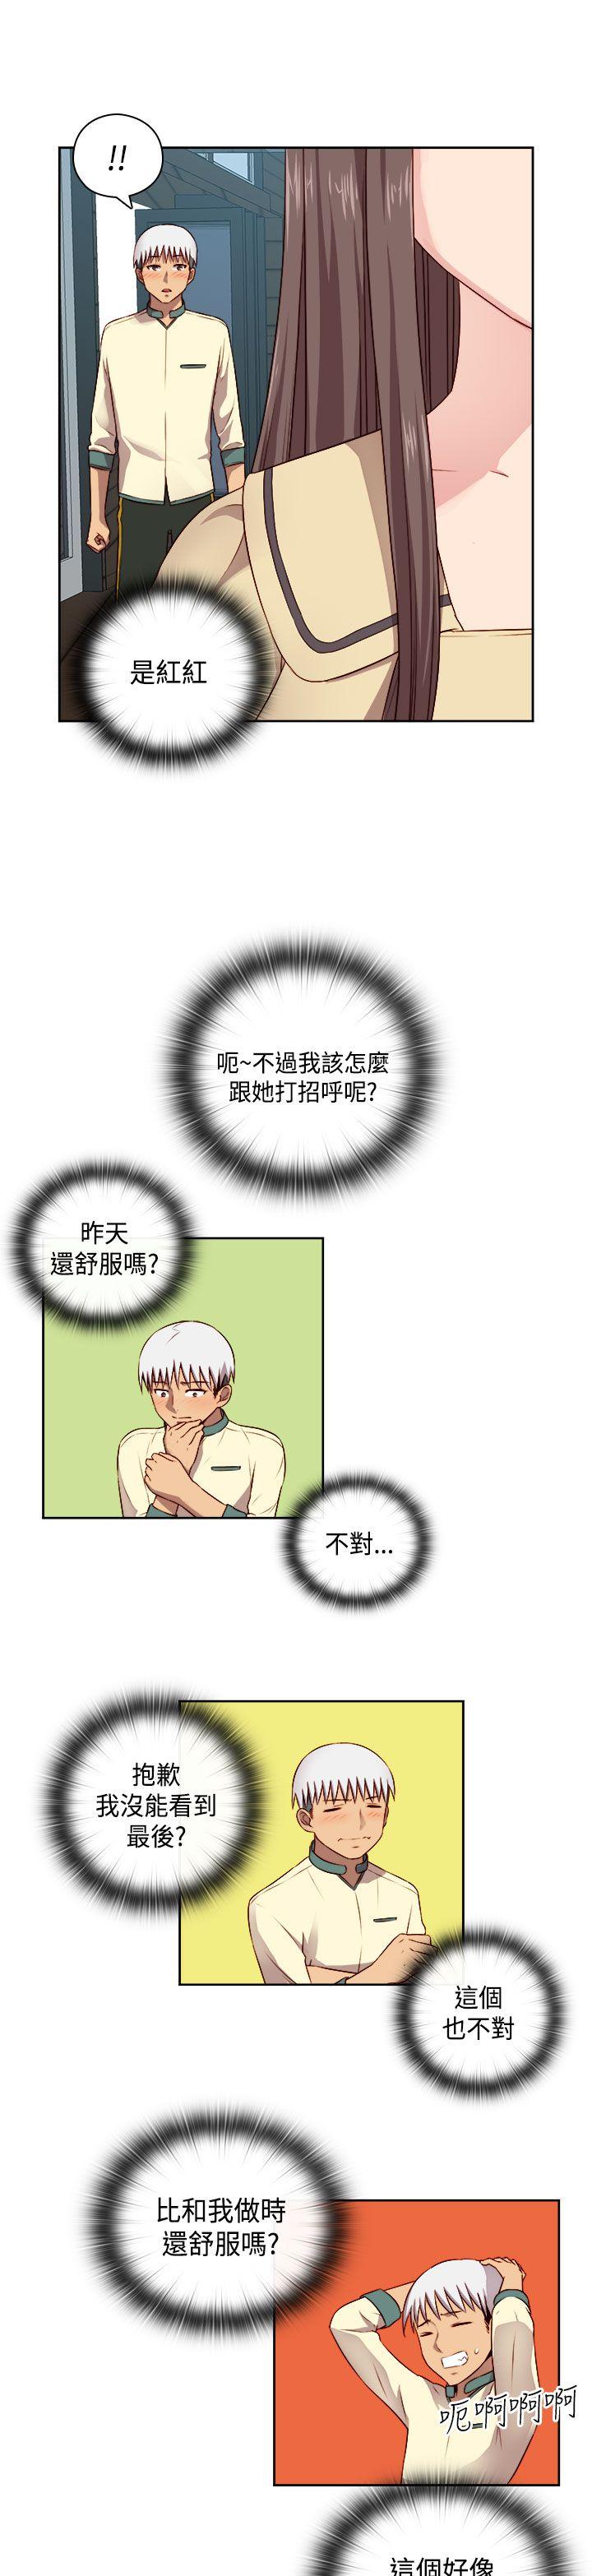 !!
是紅紅
呃~不過我該怎麼
跟她打招呼呢?
昨天
還舒服嗎?
不對...
抱歉
我沒能看到
最後?
這個
也不對
比和我做時
還舒服嗎?
呃啊啊啊
這個好像